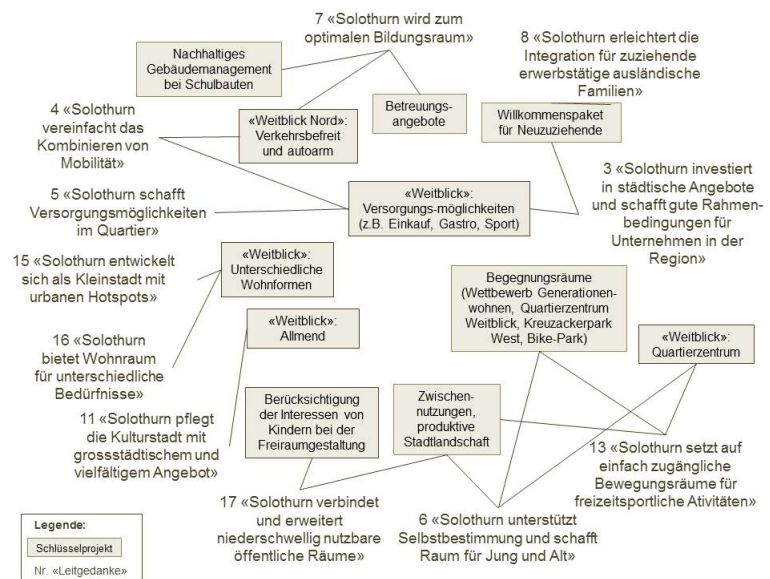 7 «Solothurn wird zum
optimalen Bildungsraum»
8 «Solothurn erleichtert die
Integration für zuziehende
erwerbstätige ausländische
Familien»
Nachhaltiges
Gebäudemanagement
bei Schulbauten
4 «Solothurn
vereinfacht das
Kombinieren von
Mobilität»
«Weitblick Nord»:
Verkehrsbefreit
und autoarm
Betreuungs-
angebote
Willkommenspaket
für Neuzuziehende
3 «Solothurn investiert
in städtische Angebote
und schafft gute Rahmen-
bedingungen für
Unternehmen in der
Region»
5 «Solothurn schafft
Versorgungsmöglichkeiten
im Quartier»
«Weitblick»:
Versorgungs-möglichkeiten
(z.B. Einkauf, Gastro, Sport)
15 «Solothurn entwickelt
sich als Kleinstadt mit
urbanen Hotspots»
«Weitblick»:
Unterschiedliche
Wohnformen
Begegnungsräume
(Wettbewerb Generationen-
wohnen, Quartierzentrum
Weitblick, Kreuzackerpark
West, Bike-Park)
«Weitblick»:
Quartierzentrum
16 «Solothurn
bietet Wohnraum
für unterschiedliche
Bedürfnisse»
«Weitblick»:
Allmend
11 «Solothurn pflegt
die Kulturstadt mit
grossstädtischem und
vielfältigem Angebot»
Berücksichtigung
der Interessen von
Kindern bei der
Freiraumgestaltung
Zwischen-
nutzungen,
produktive
Stadtlandschaft
13 «Solothurn setzt auf
einfach zugängliche
Bewegungsräume für
freizeitsportliche Ativitäten»
17 «Solothurn verbindet
und erweitert
niederschwellig nutzbare
öffentliche Räume»
6 «Solothurn unterstützt
Selbstbestimmung und schafft
Raum für Jung und Alt»
Legende:
Schlüsselprojekt
Nr. «Leitgedanke»